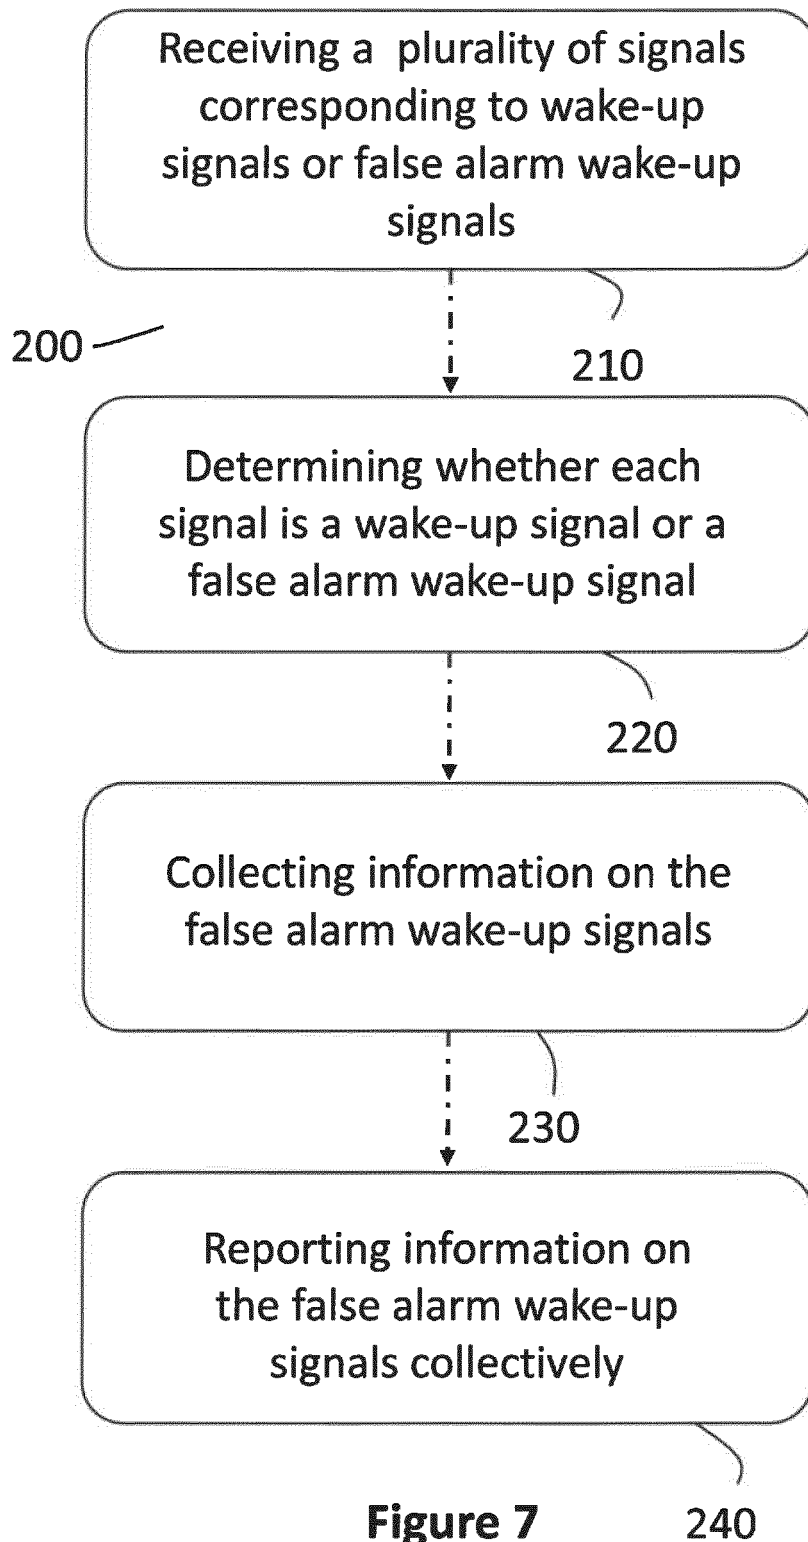 Receiving a plurality of signals
corresponding to wake-up
signals or false alarm wake-up
signals
200
210
Determining whether each
signal is a wake-up signal or a
false alarm wake-up signal
220
Collecting information on the
false alarm wake-up signals
230
Reporting information on
the false alarm wake-up
signals collectively
Figure 7
240